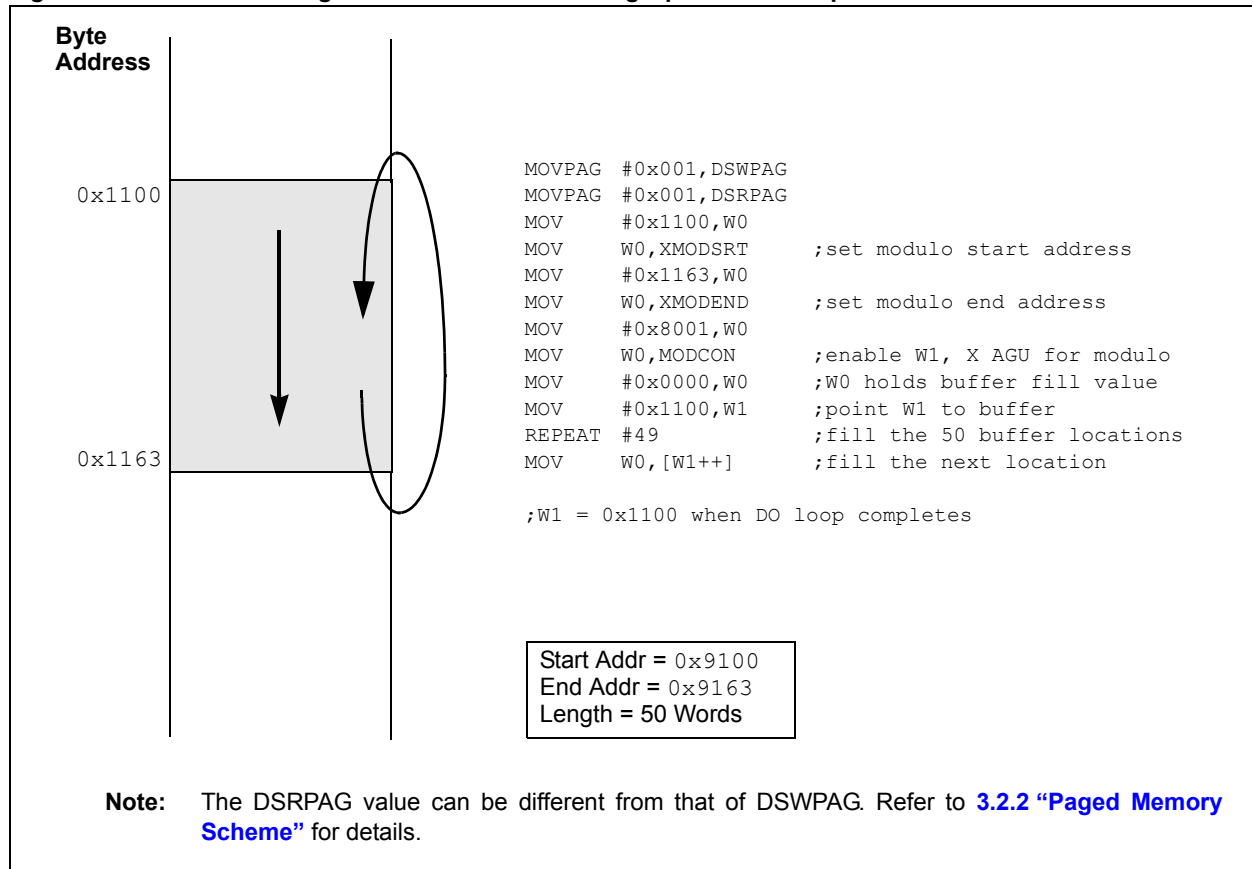 Byte
Address
0x1100
0x1163
MOVPAG #0x001,DSWPAG
MOVPAG #0x001,DSRPAG
MOV #0x1100,W0
MOV W0,XMODSRT ;set modulo start address
MOV #0x1163,W0
MOV W0,XMODEND ;set modulo end address
MOV #0x8001,W0
MOV W0,MODCON ;enable W1, X AGU for modulo
MOV #0x0000,W0 ;W0 holds buffer fill value
MOV #0x1100,W1 ;point W1 to buffer
REPEAT #49 ;fill the 50 buffer locations
MOV W0,[W1++] ;fill the next location
;W1 = 0x1100 when DO loop completes
Start Addr = 0x9100
End Addr = 0x9163
Length = 50 Words
Note: The DSRPAG value can be different from that of DSWPAG. Refer to 3.2.2 “Paged Memory
Scheme” for details.